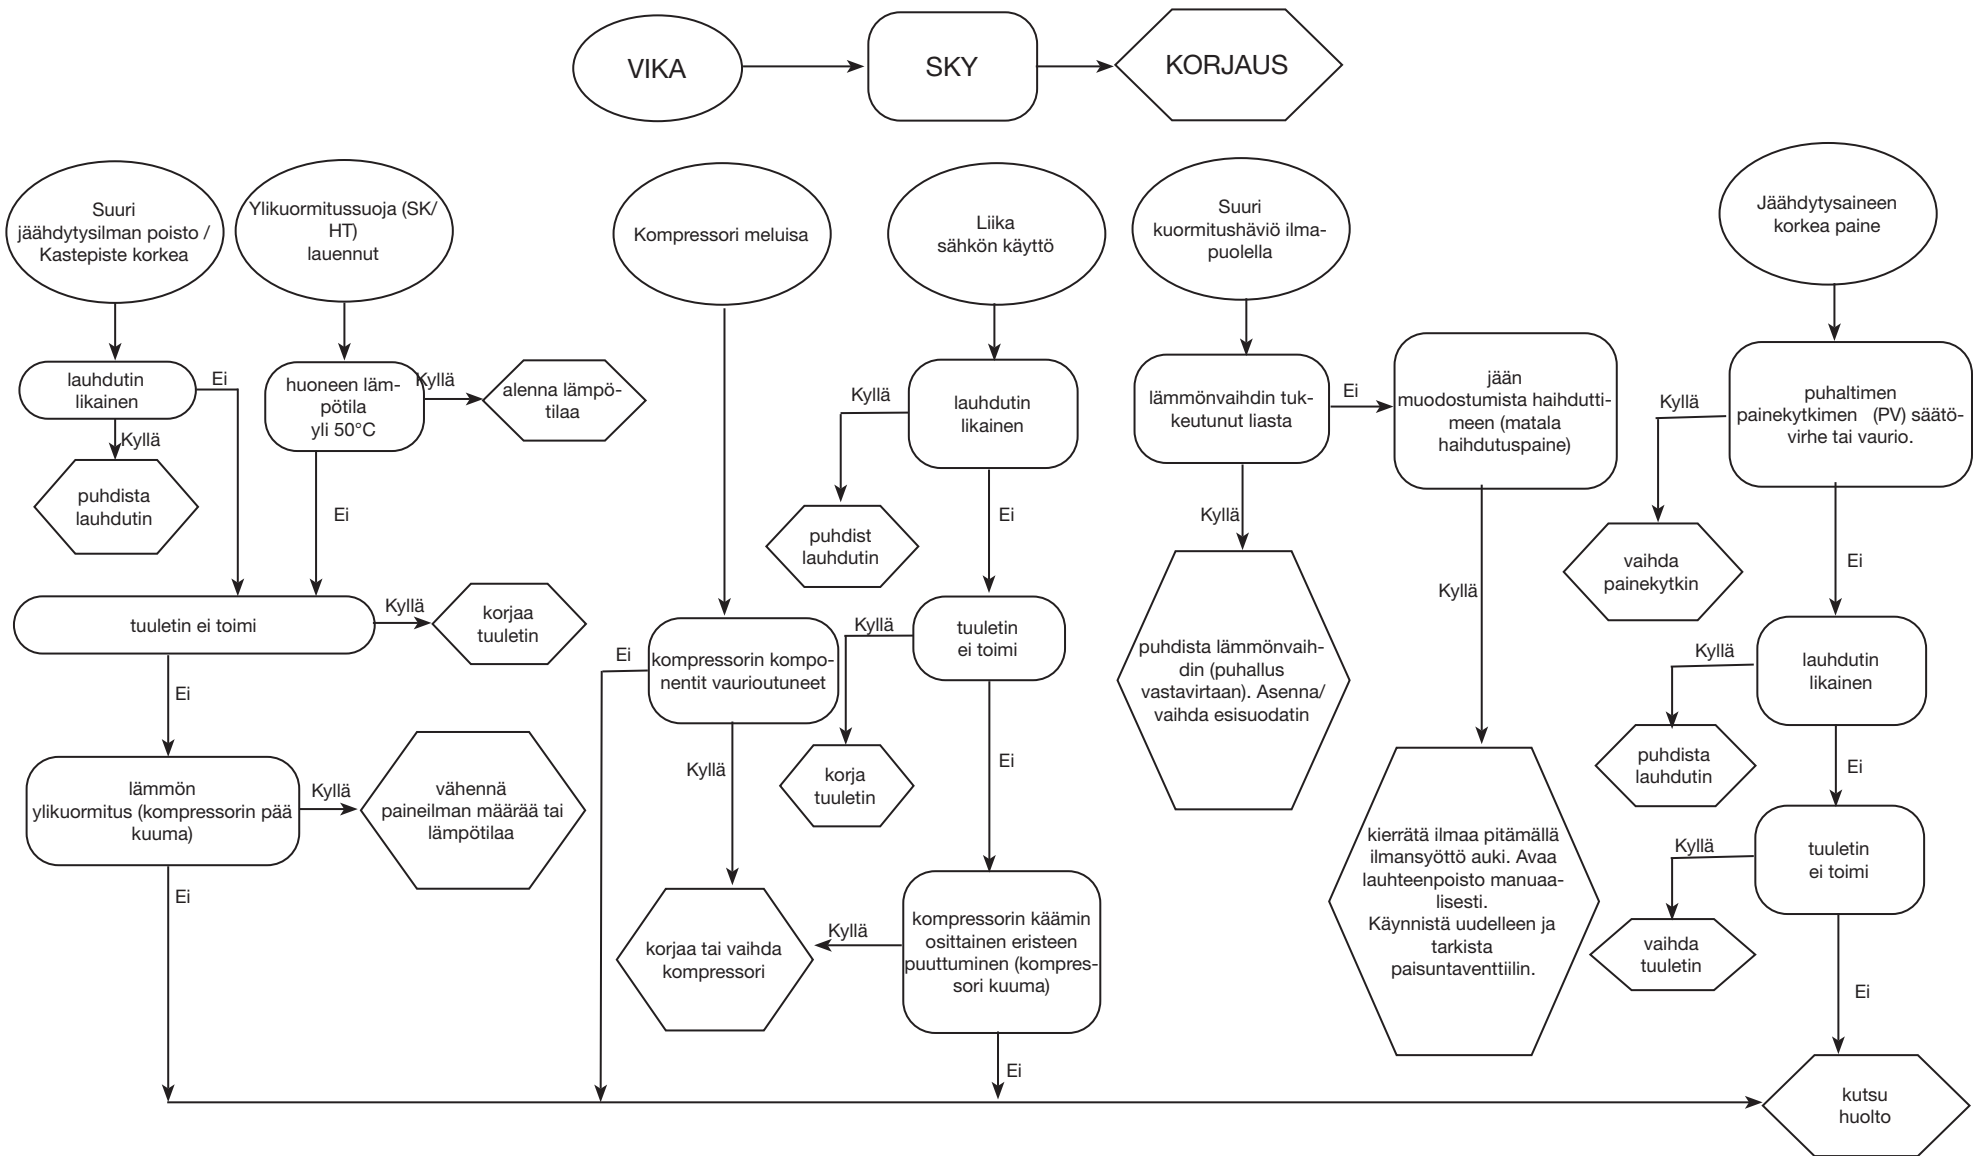 VIKA
SKY
KORJAUS
Suuri
jäähdytysilman poisto /
Kastepiste korkea
Ylikuormitussuoja (SK/
HT)
lauennut
Kompressori meluisa
Liika
sähkön käyttö
Suuri
kuormitushäviö ilma-
puolella
Jäähdytysaineen
korkea paine
lauhdutin
likainen
Ei
Kyllä
puhdista
lauhdutin
huoneen läm-
pötila
yli 50°C
Kyllä
alenna lämpö-
tilaa
Ei
tuuletin ei toimi
Kyllä
korjaa
tuuletin
Ei
lämmön
ylikuormitus (kompressorin pää
kuuma)
Kyllä
vähennä
paineilman määrää tai
lämpötilaa
Ei
Ei
kompressorin kompo-
nentit vaurioutuneet
Kyllä
korjaa tai vaihda
kompressori
lauhdutin
likainen
Kyllä
puhdist
lauhdutin
Ei
tuuletin
ei toimi
Kyllä
korja
tuuletin
Ei
kompressorin käämin
osittainen eristeen
puuttuminen (kompres-
sori kuuma)
Kyllä
Ei
lämmönvaihdin tuk-
keutunut liasta
Ei
Kyllä
puhdista lämmönvaih-
din (puhallus
vastavirtaan). Asenna/
vaihda esisuodatin
jään
muodostumista haihdutti-
meen (matala
haihdutuspaine)
Kyllä
kierrätä ilmaa pitämällä
ilmansyöttö auki. Avaa
lauhteenpoisto manuaa-
lisesti.
Käynnistä uudelleen ja
tarkista
paisuntaventtiilin.
puhaltimen
painekytkimen (PV) säätö-
virhe tai vaurio.
Kyllä
vaihda
painekytkin
Ei
lauhdutin
likainen
Kyllä
puhdista
lauhdutin
Ei
tuuletin
ei toimi
Kyllä
vaihda
tuuletin
Ei
kutsu
huolto